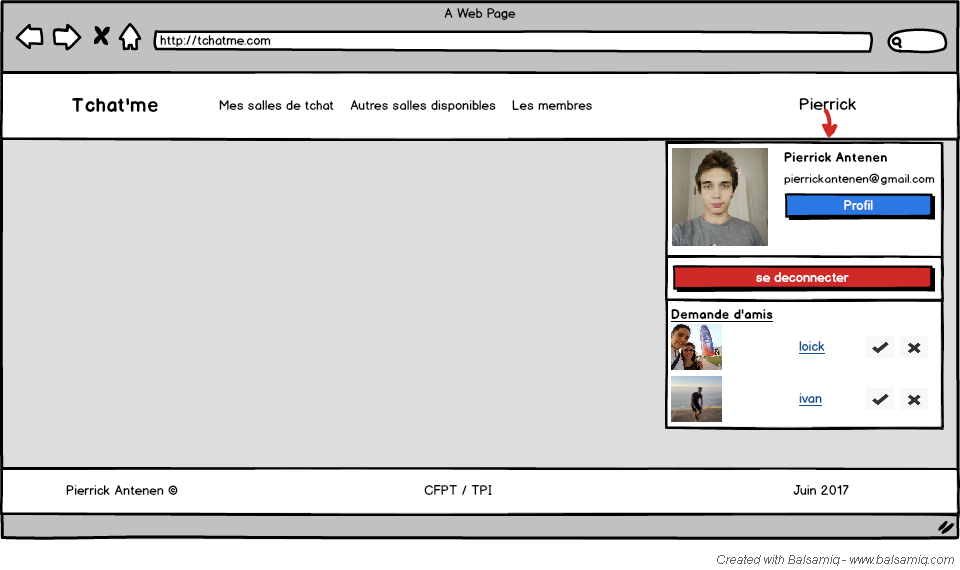 A Web Page
http://tchatme.com
Tchat'me
Mes salles de tchat
Autres salles disponibles
Les membres
Pierrick
Pierrick Antenen
pierrickantenen@gmail.com
Profil
se deconnecter
Demande d'amis
loick
ivan
Pierrick Antenen ©
CFPT / TPI
Juin 2017
Created with Balsamiq - www.balsamiq.com